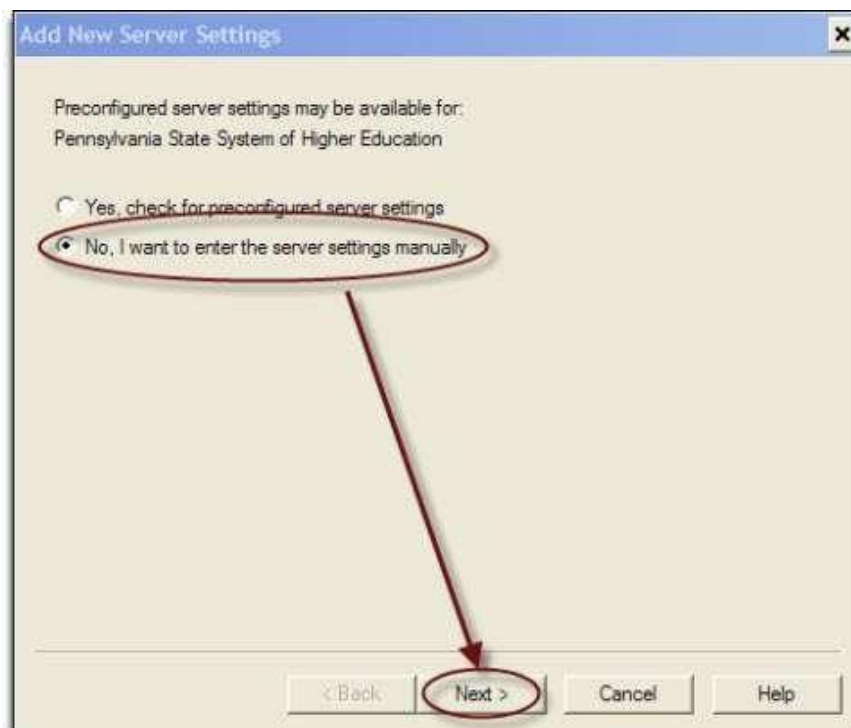 Add New Server Settings
Preconfigured server settings may be available for:
Pennsylvania State System of Higher Education
Yes, check for preconfigured server settings
No, I want to enter the server settings manually
< Back
Next >
Cancel
Help